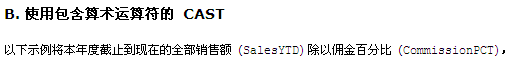 B. 使用包含算术运算符的 CAST
以下示例将本年度截止到现在的全部销售额 (SalesYTD) 除以佣金百分比 (CommissionPCT)，